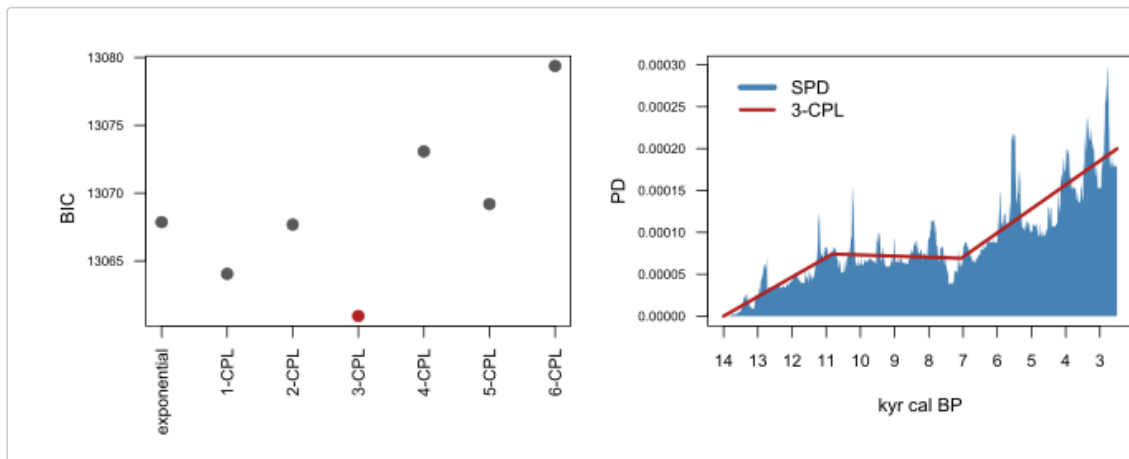 13080
13075
13070
13065
BIC
exponential
1-CPL
2-CPL
3-CPL
4-CPL
5-CPL
6-CPL
0.00030
0.00025
0.00020
0.00015
0.00010
0.00005
0.00000
PD
SPD
3-CPL
14 13 12 11 10 9 8 7 6 5 4 3
kyr cal BP